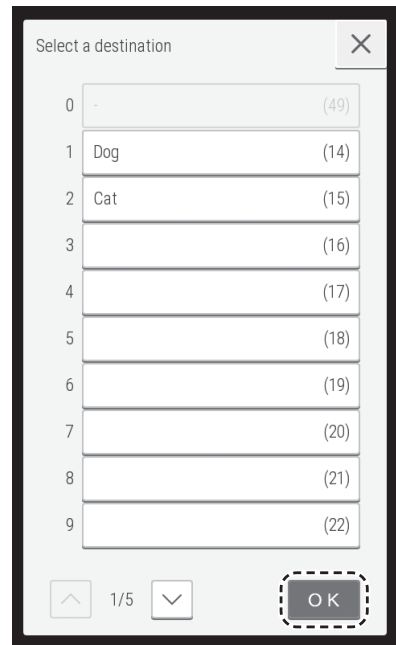 Select a destination
0 - (49)
1 Dog (14)
2 Cat (15)
3 (16)
4 (17)
5 (18)
6 (19)
7 (20)
8 (21)
9 (22)
1/5 OK